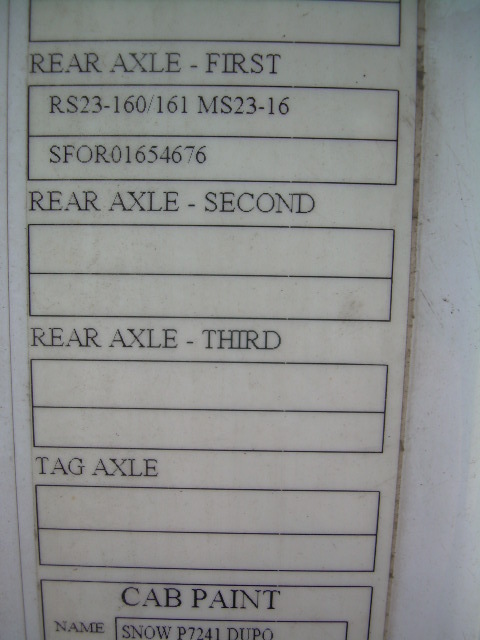 REAR AXLE - FIRST
RS23-160/161 MS23-16
SFOR01654676
REAR AXLE - SECOND
REAR AXLE - THIRD
TAG AXLE
CAB PAINT
NAME SNOW P7241 DUPO